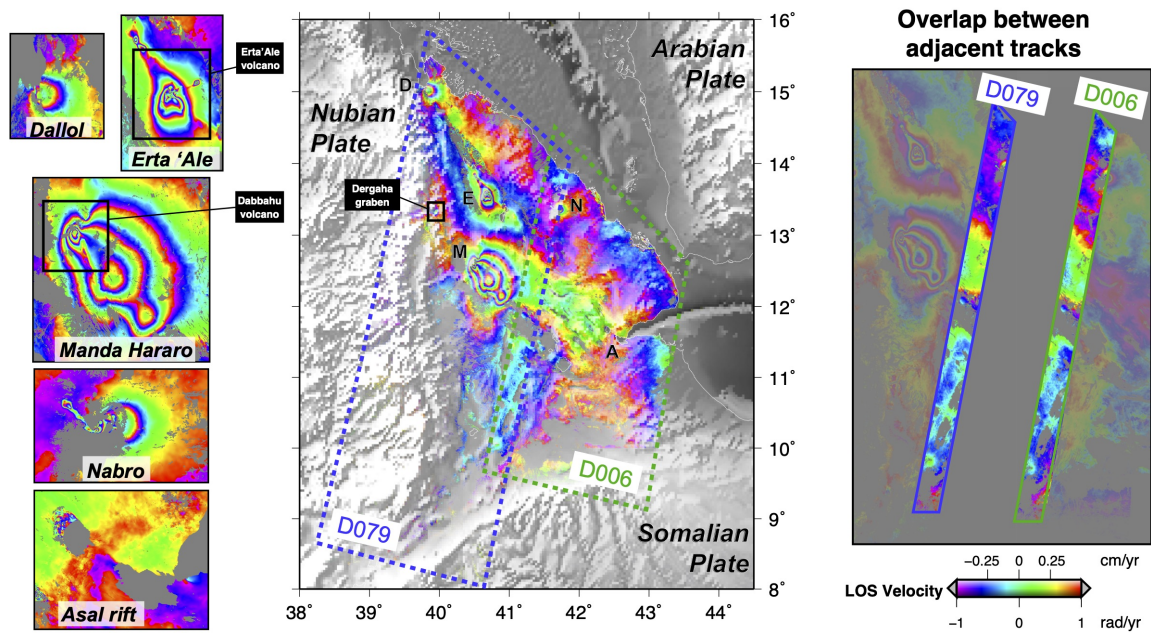 Dallol
Erta'Ale
volcano
Erta 'Ale
Dabbahu
volcano
Manda Hararo
Nabro
Asal rift
Nubian
Plate
Arabian
Plate
Somalian
Plate
Dergaha
graben
D
E
N
M
A
D079
D006
16˚
15˚
14˚
13˚
12˚
11˚
10˚
9˚
8˚
38˚ 39˚ 40˚ 41˚ 42˚ 43˚ 44˚
Overlap between
adjacent tracks
D079
D006
−0.25 0 0.25 cm/yr
LOS Velocity
-1 0 1 rad/yr